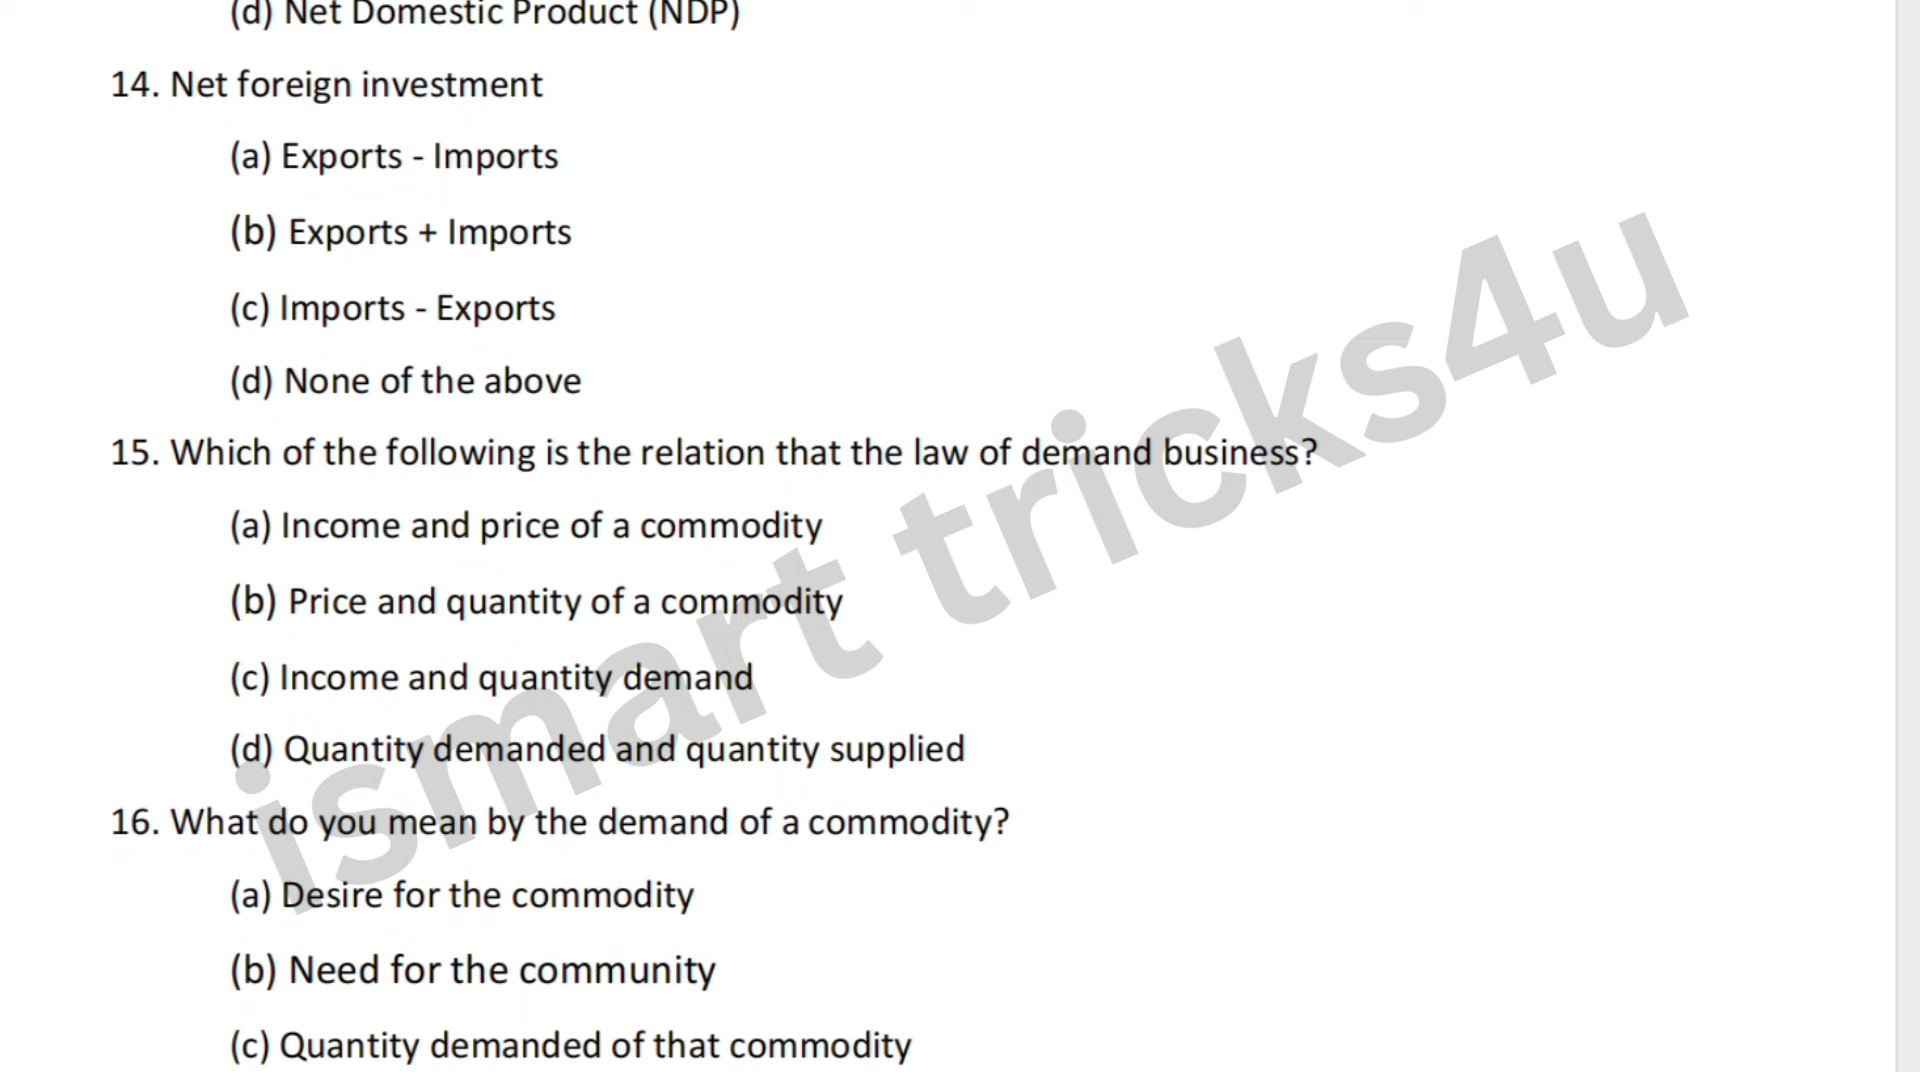 (d) Net Domestic Product (NDP)
14. Net foreign investment
(a) Exports - Imports
(b) Exports + Imports
(c) Imports - Exports
(d) None of the above
15. Which of the following is the relation that the law of demand business?
(a) Income and price of a commodity
(b) Price and quantity of a commodity
(c) Income and quantity demand
(d) Quantity demanded and quantity supplied
16. What do you mean by the demand of a commodity?
(a) Desire for the commodity
(b) Need for the community
(c) Quantity demanded of that commodity
ismart tricks4u